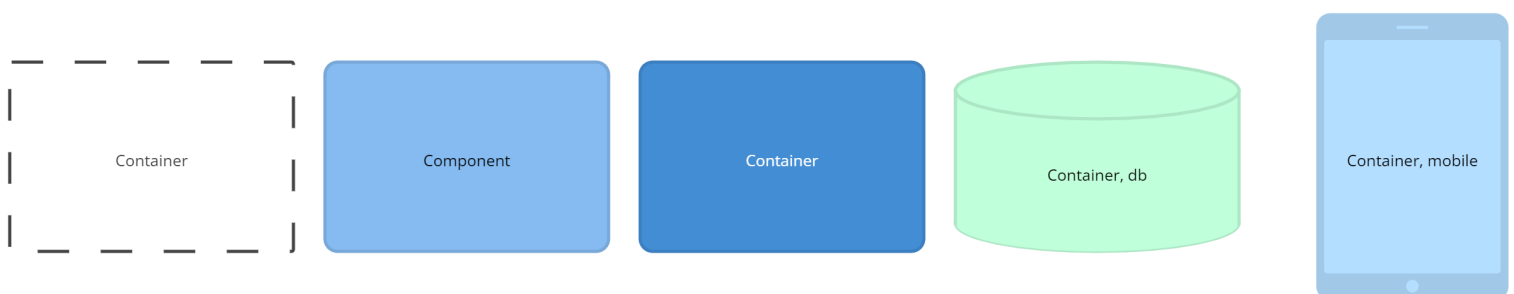 Container
Component
Container
Container, db
Container, mobile